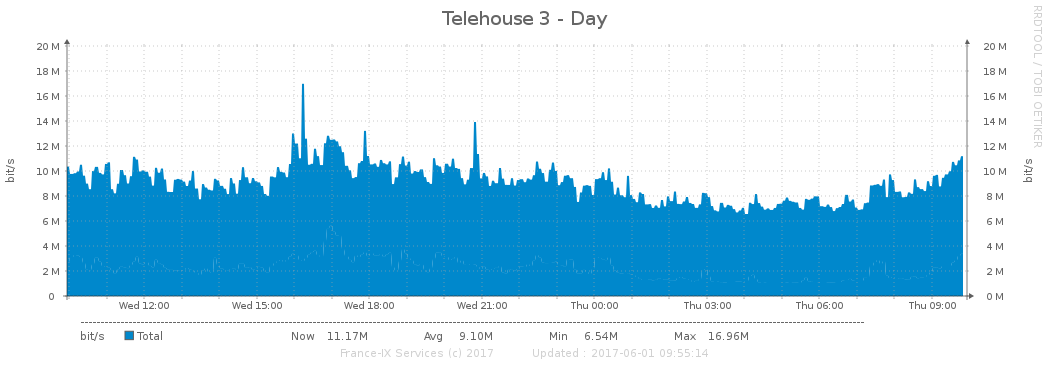 Telehouse 3 - Day
RRDTOOL / TOBI OETIKER
bit/s
bit/s
20 M 20 M
18 M 18 M
16 M 16 M
14 M 14 M
12 M 12 M
10 M 10 M
8 M 8 M
6 M 6 M
4 M 4 M
2 M 2 M
0 0 M
Wed 12:00 Wed 15:00 Wed 18:00 Wed 21:00 Thu 00:00 Thu 03:00 Thu 06:00 Thu 09:00
bit/s Total Now 11.17M Avg 9.10M Min 6.54M Max 16.96M
France-IX Services (c) 2017 Updated : 2017-06-01 09:55:14